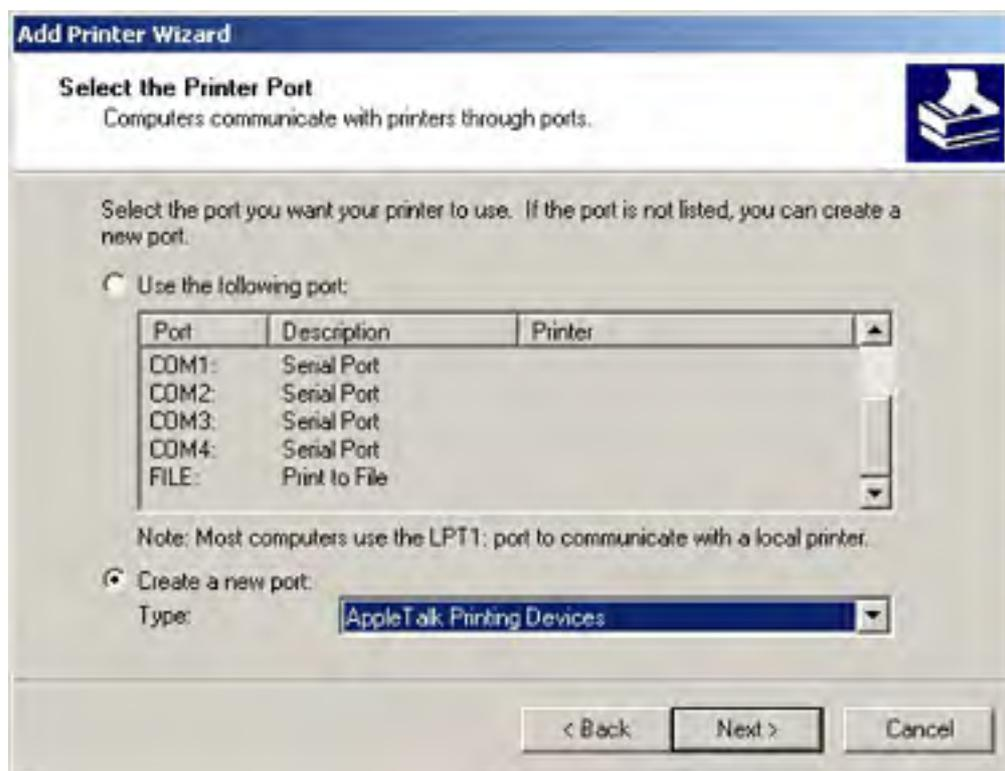 Add Printer Wizard
Select the Printer Port
Computers communicate with printers through ports.
Select the port you want your printer to use. If the port is not listed, you can create a
new port.
Use the following port:
Port Description Printer
COM1: Serial Port
COM2: Serial Port
COM3: Serial Port
COM4: Serial Port
FILE: Print to File
Note: Most computers use the LPT1: port to communicate with a local printer.
Create a new port:
Type: AppleTalk Printing Devices
< Back Next > Cancel